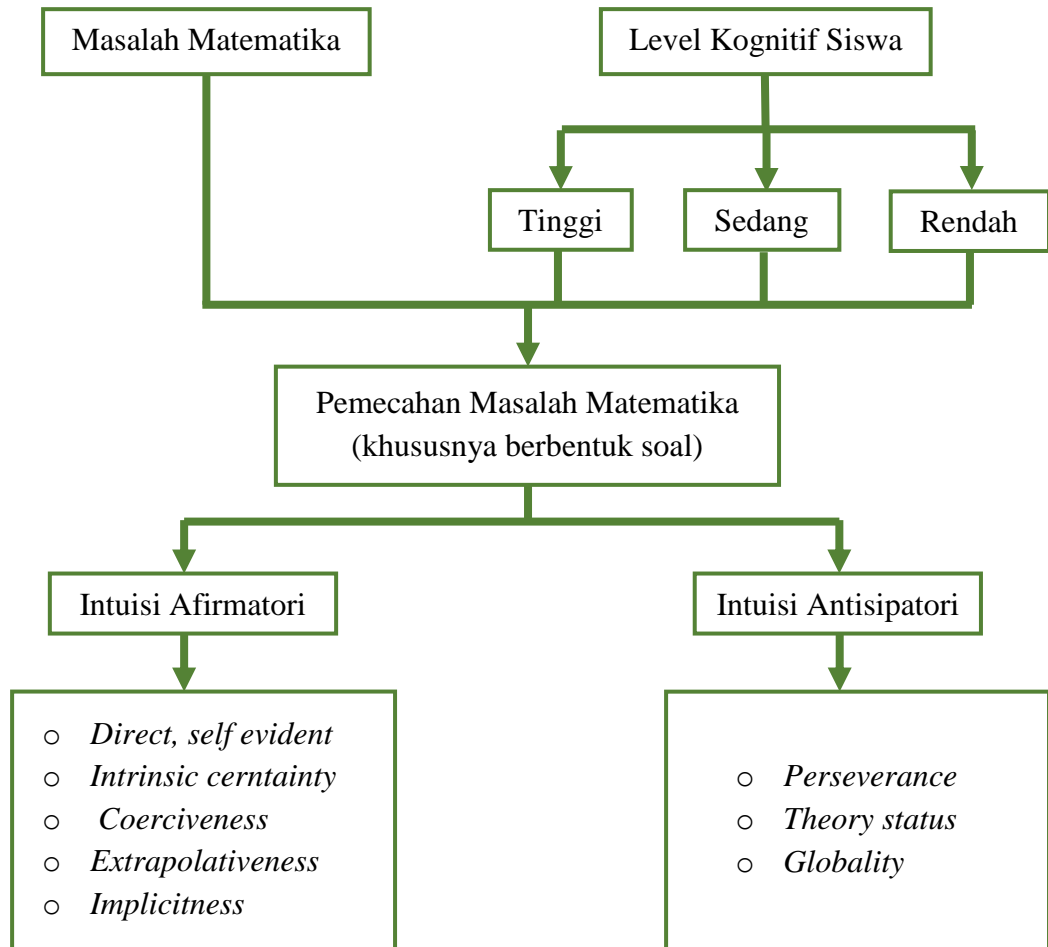 Masalah Matematika
Level Kognitif Siswa
Tinggi
Sedang
Rendah
Pemecahan Masalah Matematika
(khususnya berbentuk soal)
Intuisi Afirmatori
Intuisi Antisipatori
o Direct, self evident
o Intrinsic cerntainty
o Coerciveness
o Extrapolativeness
o Implicitness
o Perseverance
o Theory status
o Globality